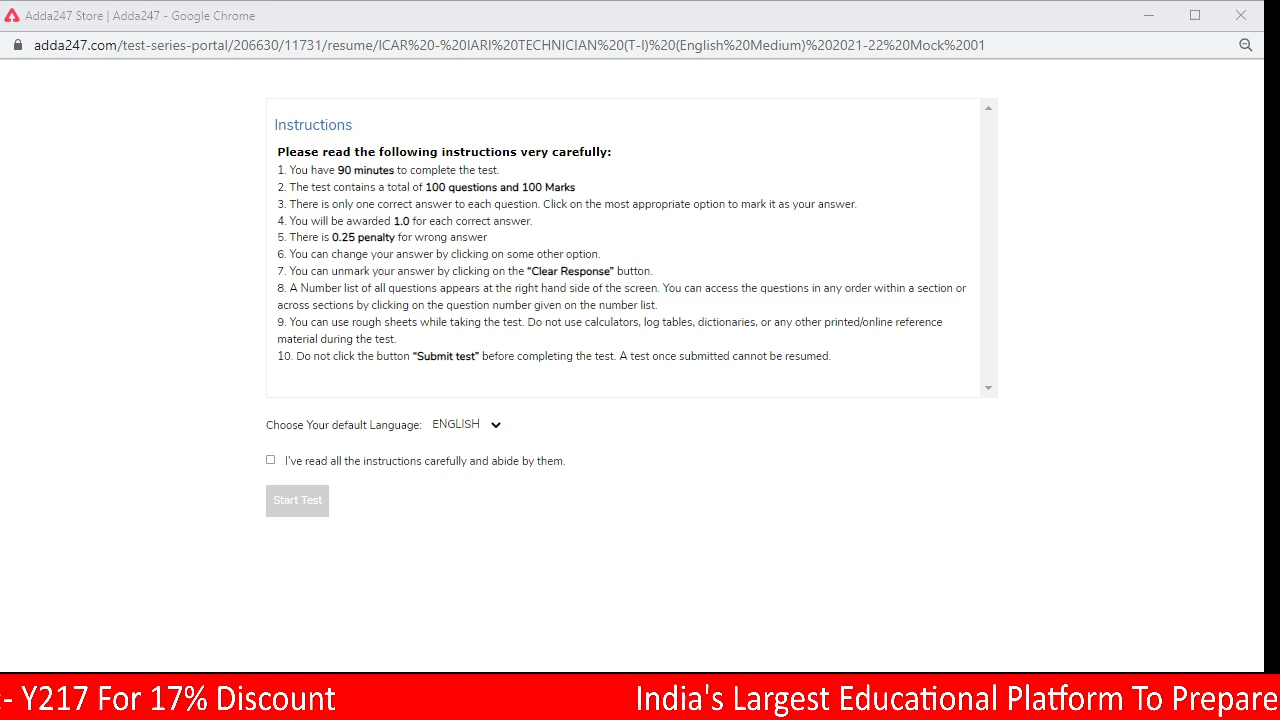 Adda247 Store | Adda247 - Google Chrome
adda247.com/test-series-portal/206630/11731/resume/ICAR%20-%20IARI%20TECHNICIAN%20(T-I)%20(English%20Medium)%202021-22%20Mock%2001
Instructions
Please read the following instructions very carefully:
1. You have 90 minutes to complete the test.
2. The test contains a total of 100 questions and 100 Marks
3. There is only one correct answer to each question. Click on the most appropriate option to mark it as your answer.
4. You will be awarded 1.0 for each correct answer.
5. There is 0.25 penalty for wrong answer
6. You can change your answer by clicking on some other option.
7. You can unmark your answer by clicking on the “Clear Response” button.
8. A Number list of all questions appears at the right hand side of the screen. You can access the questions in any order within a section or
across sections by clicking on the question number given on the number list.
9. You can use rough sheets while taking the test. Do not use calculators, log tables, dictionaries, or any other printed/online reference
material during the test.
10. Do not click the button “Submit test” before completing the test. A test once submitted cannot be resumed.
Choose Your default Language: ENGLISH
I've read all the instructions carefully and abide by them.
Start Test
:- Y217 For 17% Discount India's Largest Educational Platform To Prepare